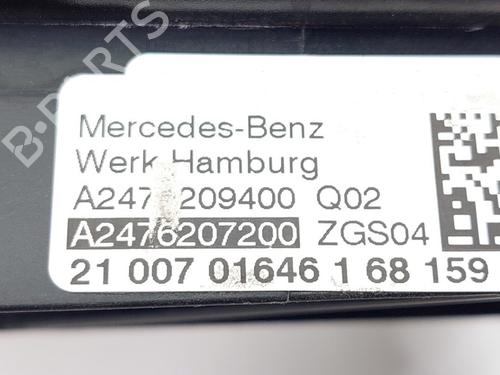 B-PARTS
Mercedes-Benz
Werk Hamburg
A247 209400 Q02
A2476207200 ZGS04
21 007 01646 1 68 159